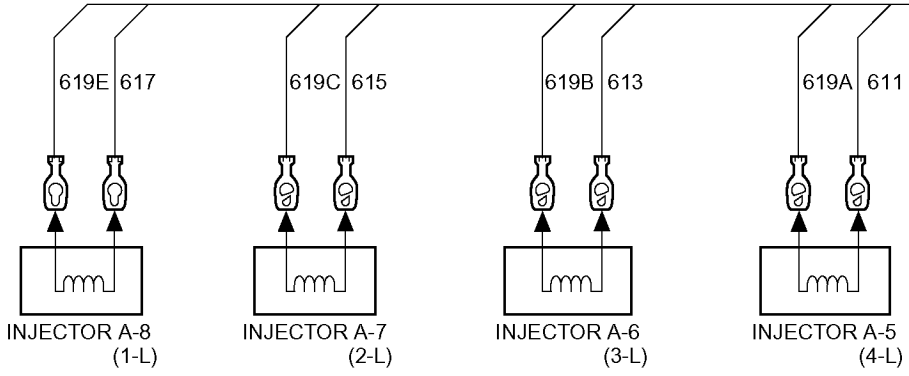 619E 617 619C 615 619B 613 619A 611
INJECTOR A-8 INJECTOR A-7 INJECTOR A-6 INJECTOR A-5
(1-L) (2-L) (3-L) (4-L)